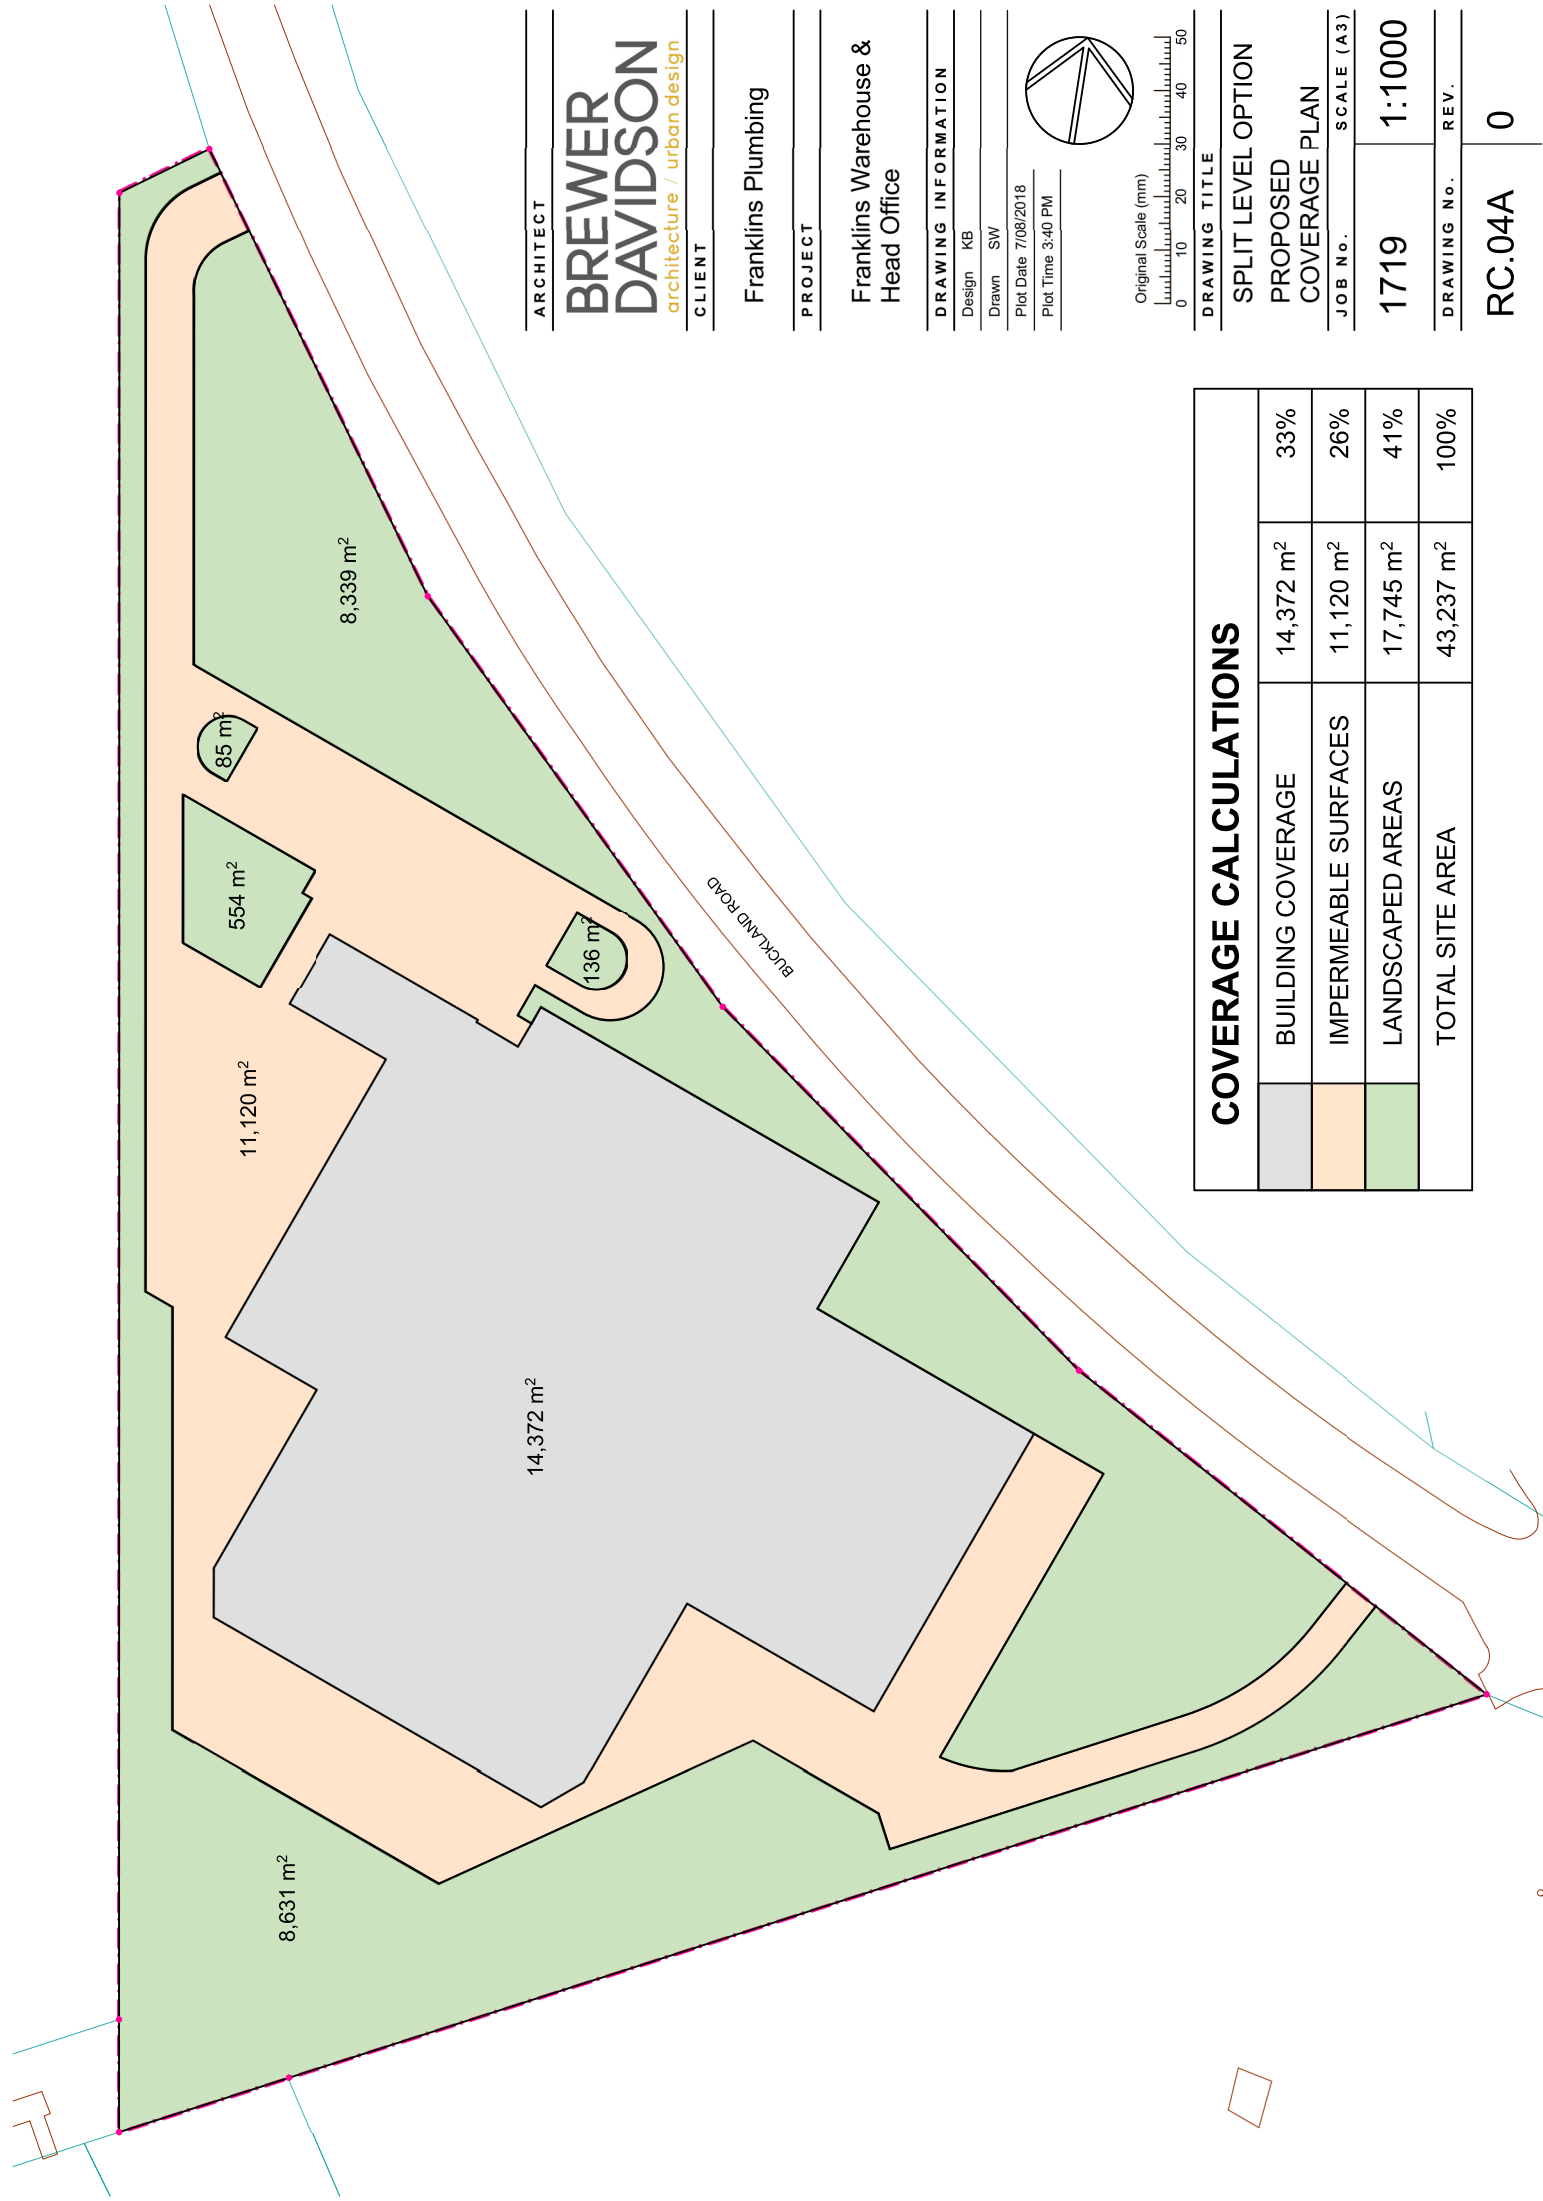 8,631 m²
14,372 m²
11,120 m²
554 m²
85 m²
136 m²
8,339 m²
BUCKLAND ROAD
ARCHITECT
BREWER
DAVIDSON
architecture / urban design
CLIENT
Franklins Plumbing
PROJECT
Franklins Warehouse &
Head Office
DRAWING INFORMATION
Design KB
Drawn SW
Plot Date 7/08/2018
Plot Time 3:40 PM
Original Scale (mm)
0 10 20 30 40 50
DRAWING TITLE
SPLIT LEVEL OPTION
PROPOSED
COVERAGE PLAN
JOB No. SCALE (A3)
1719 1:1000
DRAWING No. REV.
RC.04A 0
COVERAGE CALCULATIONS
BUILDING COVERAGE 14,372 m² 33%
IMPERMEABLE SURFACES 11,120 m² 26%
LANDSCAPED AREAS 17,745 m² 41%
TOTAL SITE AREA 43,237 m² 100%